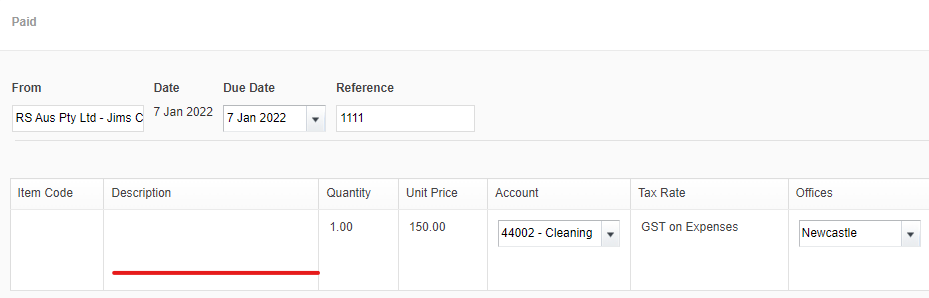 Paid
From Date Due Date Reference
RS Aus Pty Ltd - Jims C 7 Jan 2022 7 Jan 2022 1111
Item Code Description Quantity Unit Price Account Tax Rate Offices
1.00 150.00 44002 - Cleaning GST on Expenses Newcastle